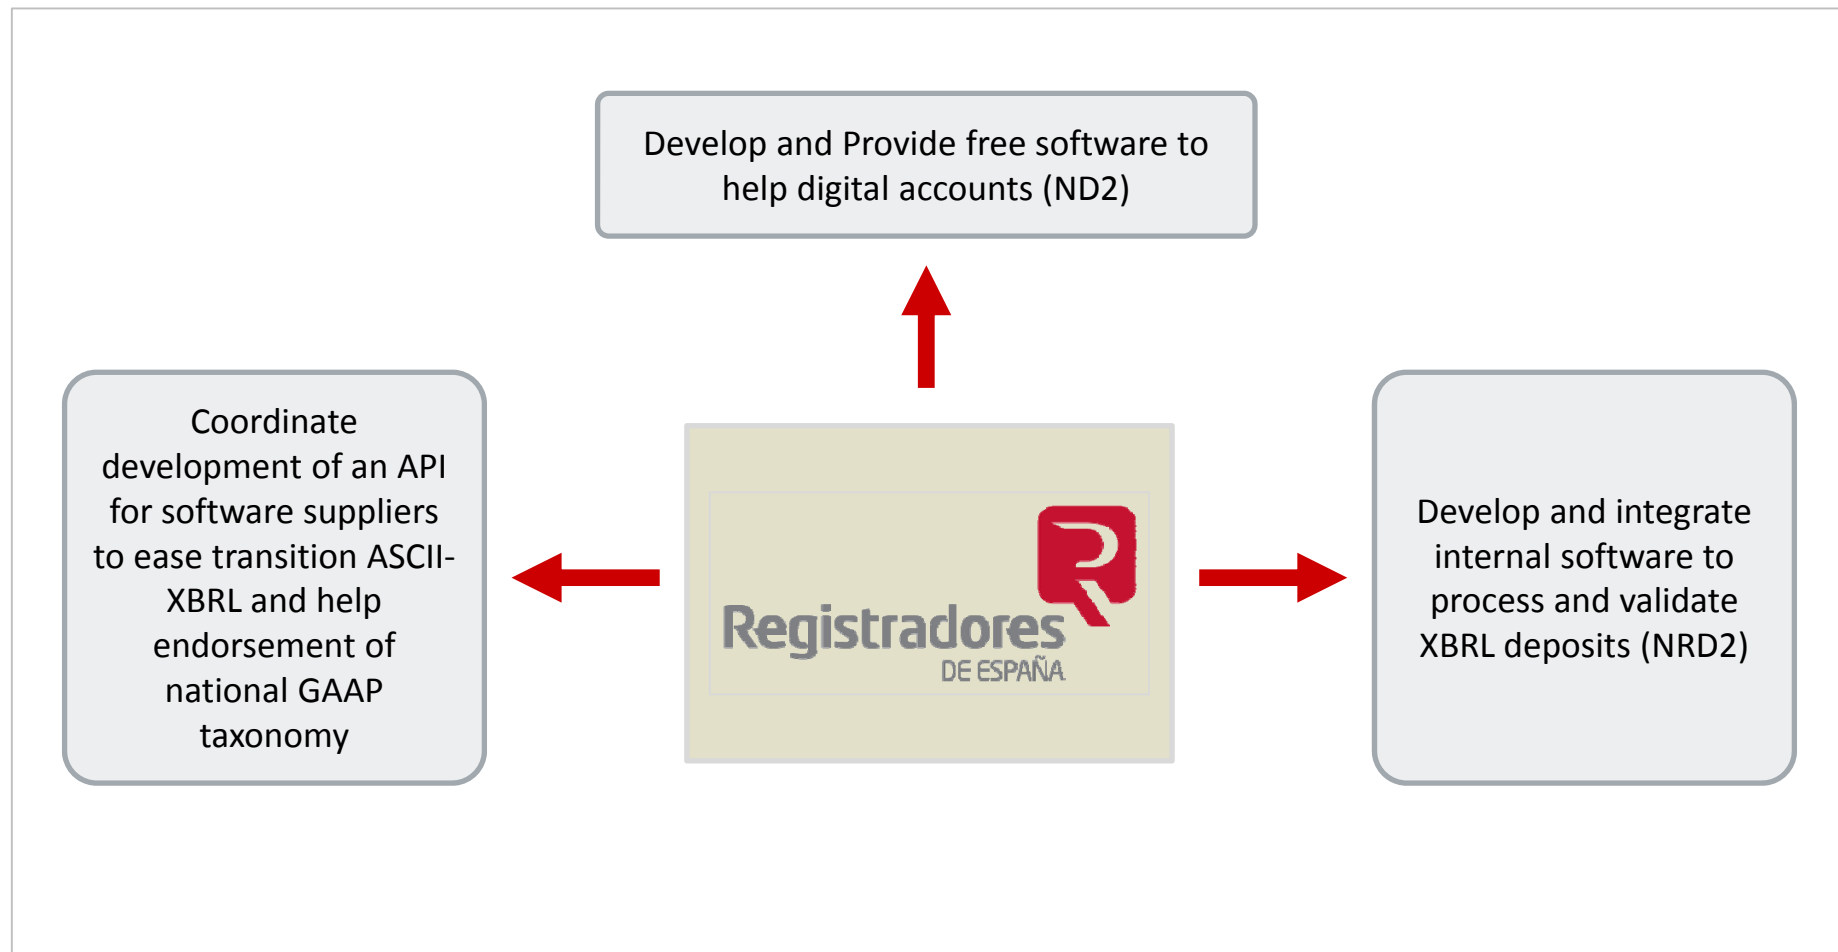 Develop and Provide free software to
help digital accounts (ND2)
Coordinate
development of an API
for software suppliers
to ease transition ASCII-
XBRL and help
endorsement of
national GAAP
taxonomy
Registradores
DE ESPAÑA
Develop and integrate
internal software to
process and validate
XBRL deposits (NRD2)